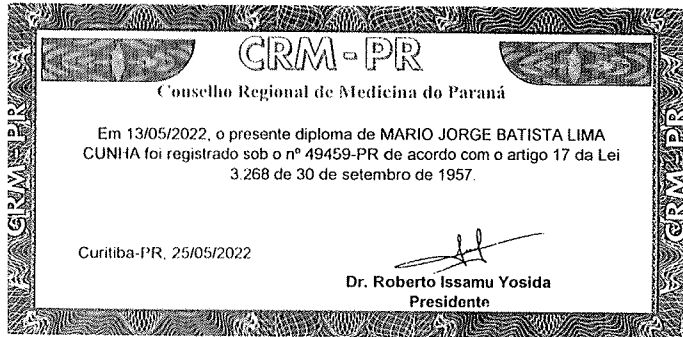 CRM-PR
Conselho Regional de Medicina do Paraná
Em 13/05/2022, o presente diploma de MARIO JORGE BATISTA LIMA
CUNHA foi registrado sob o nº 49459-PR de acordo com o artigo 17 da Lei
3.268 de 30 de setembro de 1957.
Curitiba-PR, 25/05/2022
Dr. Roberto Issamu Yosida
Presidente
CRM-PR
CRM-PR